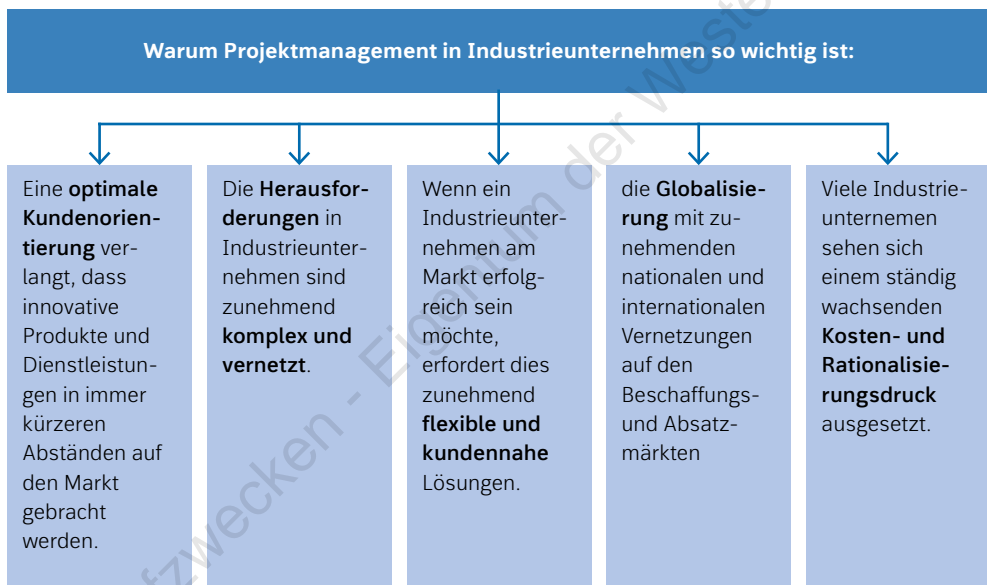 Warum Projektmanagement in Industrieunternehmen so wichtig ist:
Eine optimale
Kundenorien-
tierung ver-
langt, dass
innovative
Produkte und
Dienstleistun-
gen in immer
kürzeren
Abständen auf
den Markt
gebracht
werden.
Die Herausfor-
derungen in
Industrieunter-
nehmen sind
zunehmend
komplex und
vernetzt.
Wenn ein
Industrieunter-
nehmen am
Markt erfolg-
reich sein
möchte,
erfordert dies
zunehmend
flexible und
kundennahe
Lösungen.
die Globalisie-
rung mit zu-
nehmenden
nationalen und
internationalen
Vernetzungen
auf den
Beschaffungs-
und Absatz-
märkten
Viele Industrie-
unternemen
sehen sich
einem ständig
wachsenden
Kosten- und
Rationalisie-
rungsdruck
ausgesetzt.
fzwecken - Eigentum der Weste